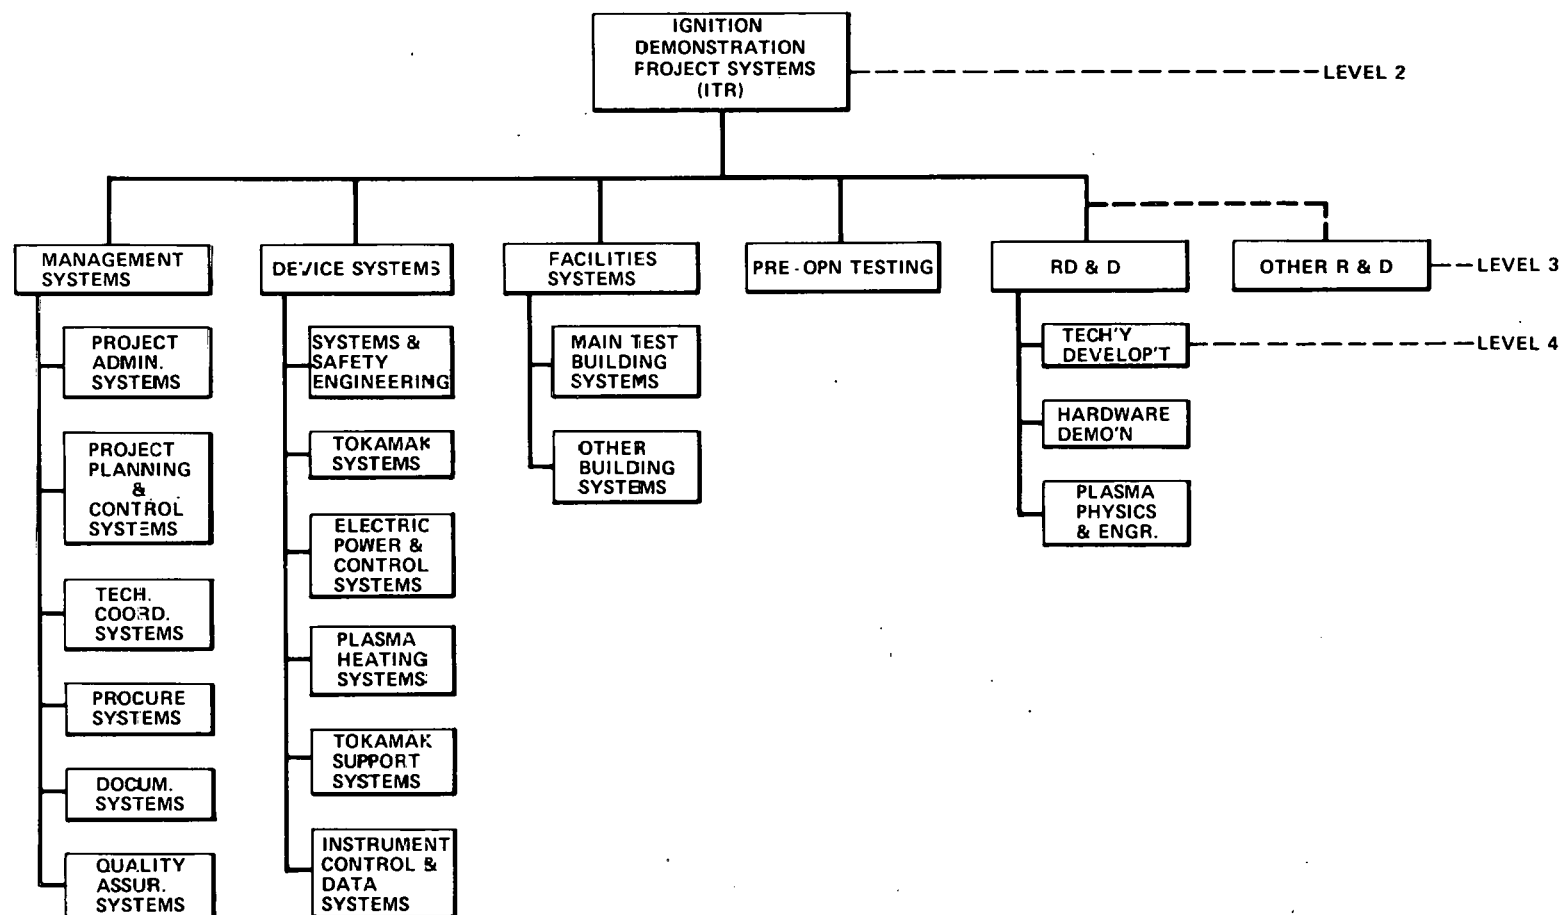 IGNITION
DEMONSTRATION
PROJECT SYSTEMS
(ITR)
LEVEL 2
MANAGEMENT
SYSTEMS
DEVICE SYSTEMS
FACILITIES
SYSTEMS
PRE-OPN TESTING
RD & D
OTHER R & D
LEVEL 3
PROJECT
ADMIN.
SYSTEMS
PROJECT
PLANNING
&
CONTROL
SYSTEMS
TECH.
COORD.
SYSTEMS
PROCURE
SYSTEMS
DOCUM.
SYSTEMS
QUALITY
ASSUR.
SYSTEMS
SYSTEMS &
SAFETY
ENGINEERING
TOKAMAK
SYSTEMS
ELECTRIC
POWER &
CONTROL
SYSTEMS
PLASMA
HEATING
SYSTEMS
TOKAMAK
SUPPORT
SYSTEMS
INSTRUMENT
CONTROL &
DATA
SYSTEMS
MAIN TEST
BUILDING
SYSTEMS
OTHER
BUILDING
SYSTEMS
TECH'Y
DEVELOP'T
LEVEL 4
HARDWARE
DEMO'N
PLASMA
PHYSICS
& ENGR.